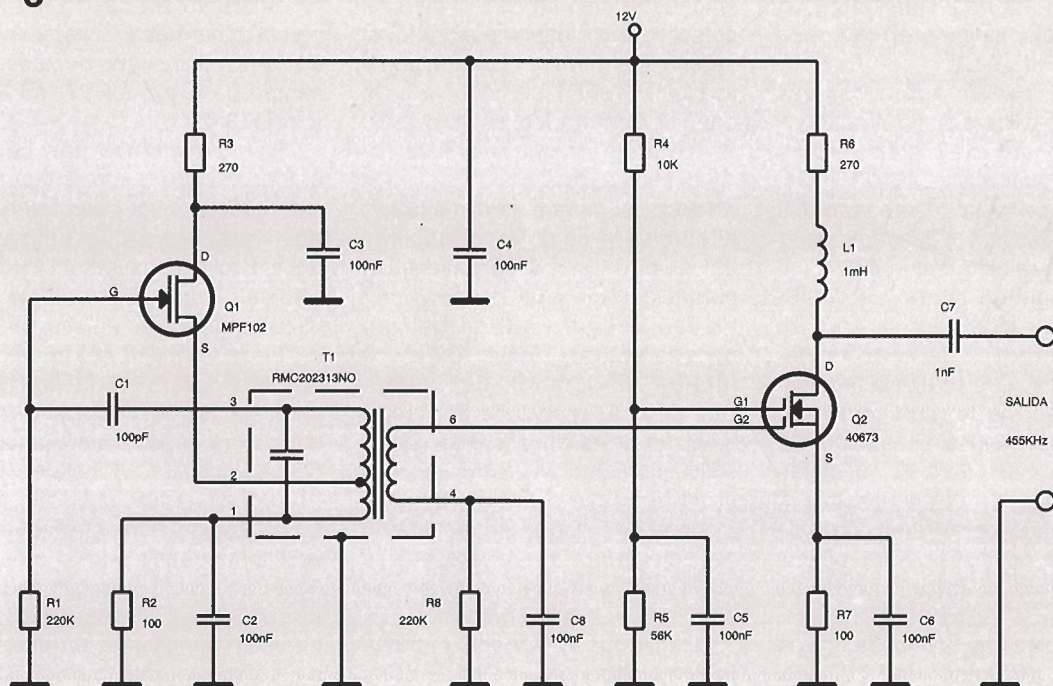 12V
R3
270
R4
10K
R6
270
D
C3
100nF
C4
100nF
L1
1mH
G
Q1
MPF102
S
C7
1nF
T1
RMC202313NO
C1
100pF
3
2
1
6
4
D
G1
G2
Q2
40673
S
SALIDA
455KHz
R1
220K
R2
100
C2
100nF
R8
220K
C8
100nF
R5
56K
C5
100nF
R7
100
C6
100nF